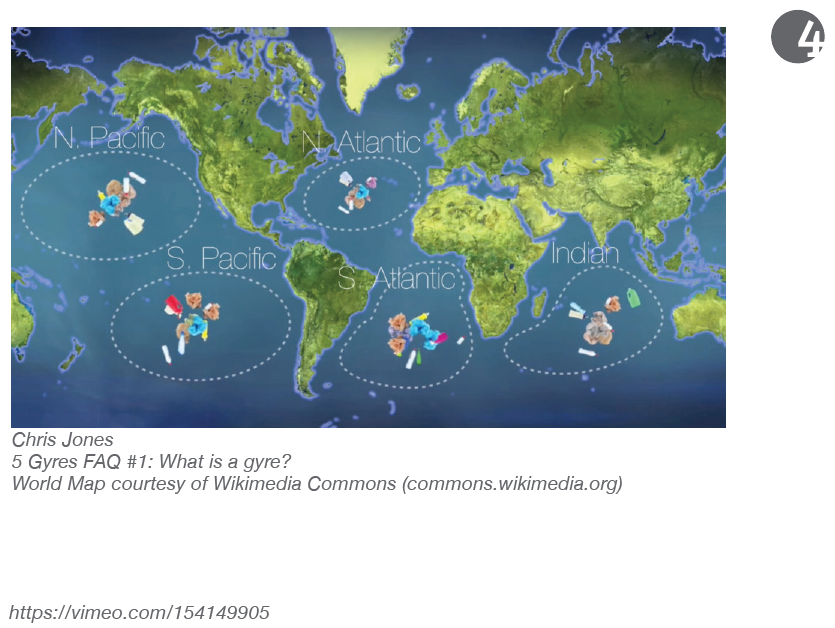 4
N. Pacific
N. Atlantic
S. Pacific
S. Atlantic
Indian
Chris Jones
5 Gyres FAQ #1: What is a gyre?
World Map courtesy of Wikimedia Commons (commons.wikimedia.org)
https://vimeo.com/154149905